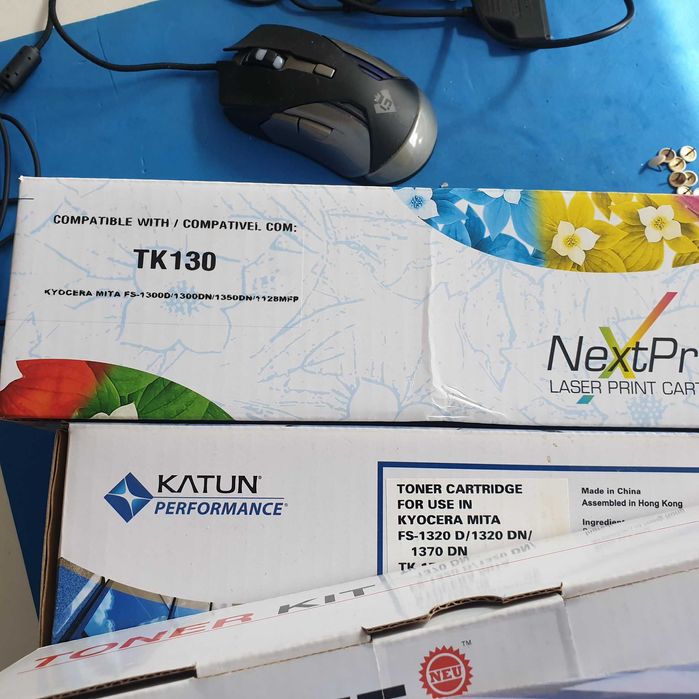 COMPATIBLE WITH / COMPATIVEL COM:
TK130
KYOCERA MITA FS-1300D/1300DN/1350DN/1128MFP
NextPr
LASER PRINT CART
KATUN®
PERFORMANCE®
TONER CARTRIDGE
FOR USE IN
KYOCERA MITA
FS-1320 D/1320 DN/
1370 DN
TK
Made in China
Assembled in Hong Kong
TONER KIT
NEU
™